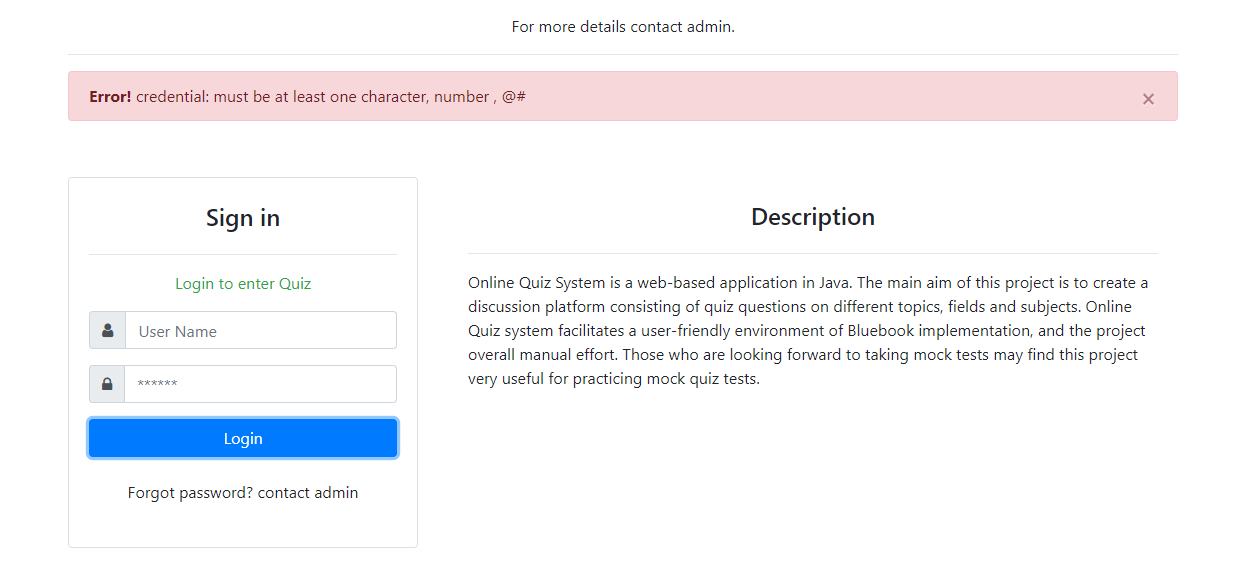 For more details contact admin.
Error! credential: must be at least one character, number , @#
×
Sign in
Login to enter Quiz
User Name
******
Login
Forgot password? contact admin
Description
Online Quiz System is a web-based application in Java. The main aim of this project is to create a
discussion platform consisting of quiz questions on different topics, fields and subjects. Online
Quiz system facilitates a user-friendly environment of Bluebook implementation, and the project
overall manual effort. Those who are looking forward to taking mock tests may find this project
very useful for practicing mock quiz tests.